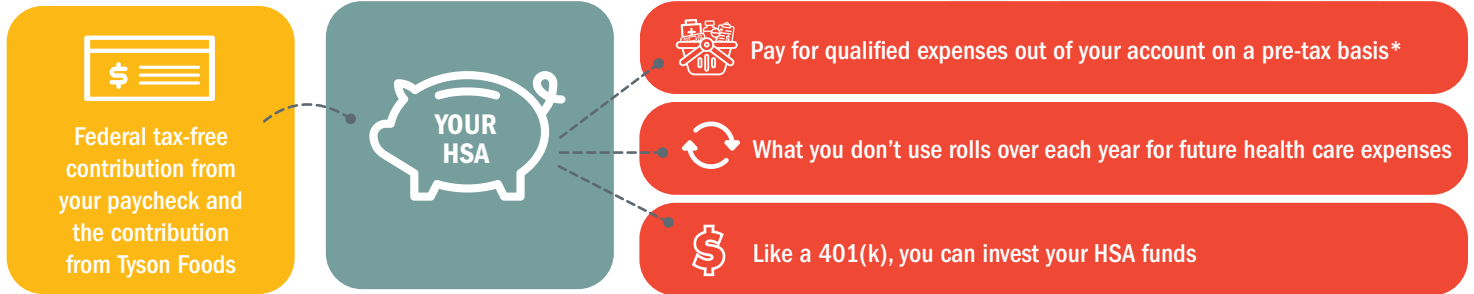 Federal tax-free
contribution from
your paycheck and
the contribution
from Tyson Foods
YOUR
HSA
Pay for qualified expenses out of your account on a pre-tax basis*
What you don’t use rolls over each year for future health care expenses
Like a 401(k), you can invest your HSA funds